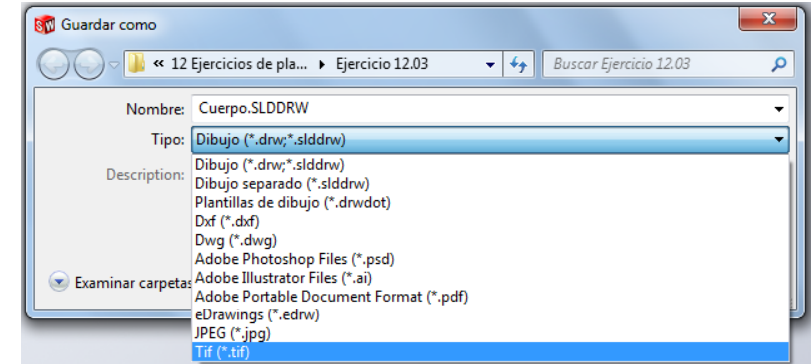 Guardar como
« 12 Ejercicios de pla... ▸ Ejercicio 12.03 Buscar Ejercicio 12.03
Nombre: Cuerpo.SLDDRW
Tipo: Dibujo (*.drw;*.slddrw)
Description:
Dibujo (*.drw;*.slddrw)
Dibujo separado (*.slddrw)
Plantillas de dibujo (*.drwdot)
Dxf (*.dxf)
Dwg (*.dwg)
Adobe Photoshop Files (*.psd)
Adobe Illustrator Files (*.ai)
Adobe Portable Document Format (*.pdf)
eDrawings (*.edrw)
JPEG (*.jpg)
Tif (*.tif)
Examinar carpetas